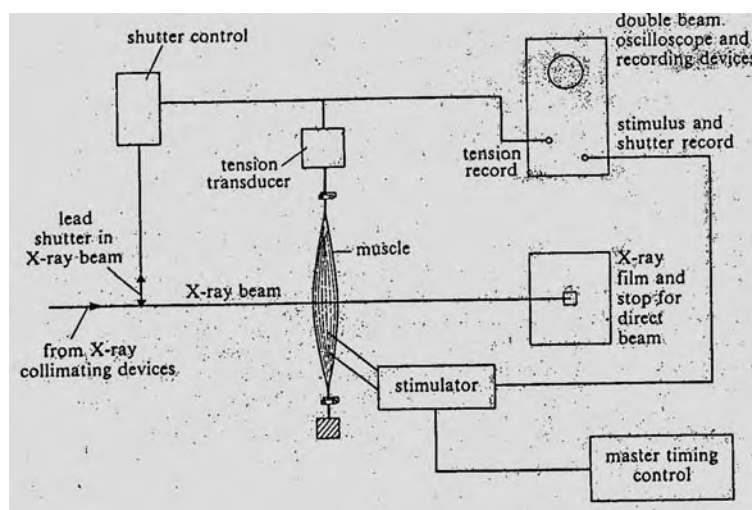 shutter control
double beam.
oscilloscope and
recording devices
tension
transducer
tension
record
stimulus and
shutter record
lead
shutter in
X-ray beam
muscle
X-ray beam
X-ray
film and
stop for
direct
beam
from X-ray
collimating devices
stimulator
master timing
control